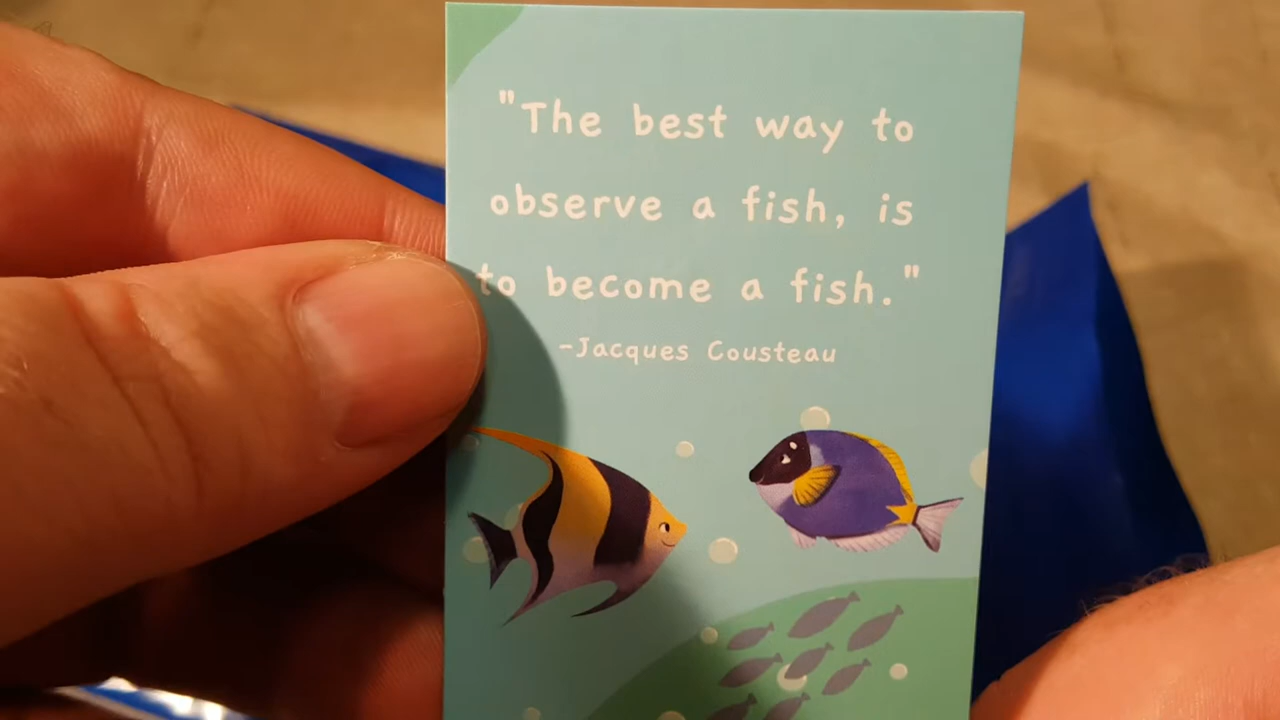 "The best way to
observe a fish, is
to become a fish."
-Jacques Cousteau